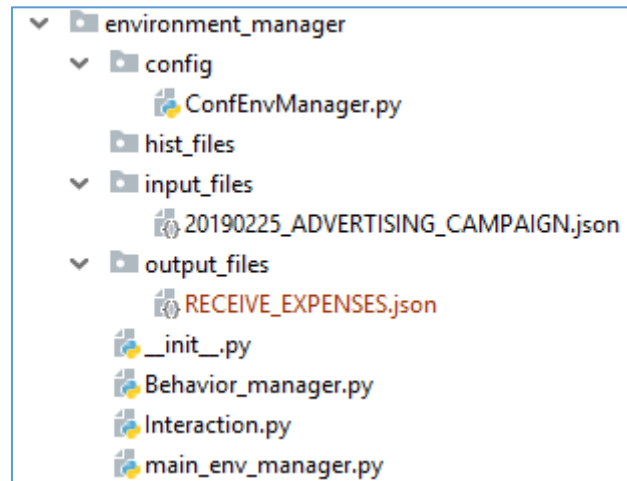 environment_manager
config
ConfEnvManager.py
hist_files
input_files
20190225_ADVERTISING_CAMPAIGN.json
output_files
RECEIVE_EXPENSES.json
__init__.py
Behavior_manager.py
Interaction.py
main_env_manager.py